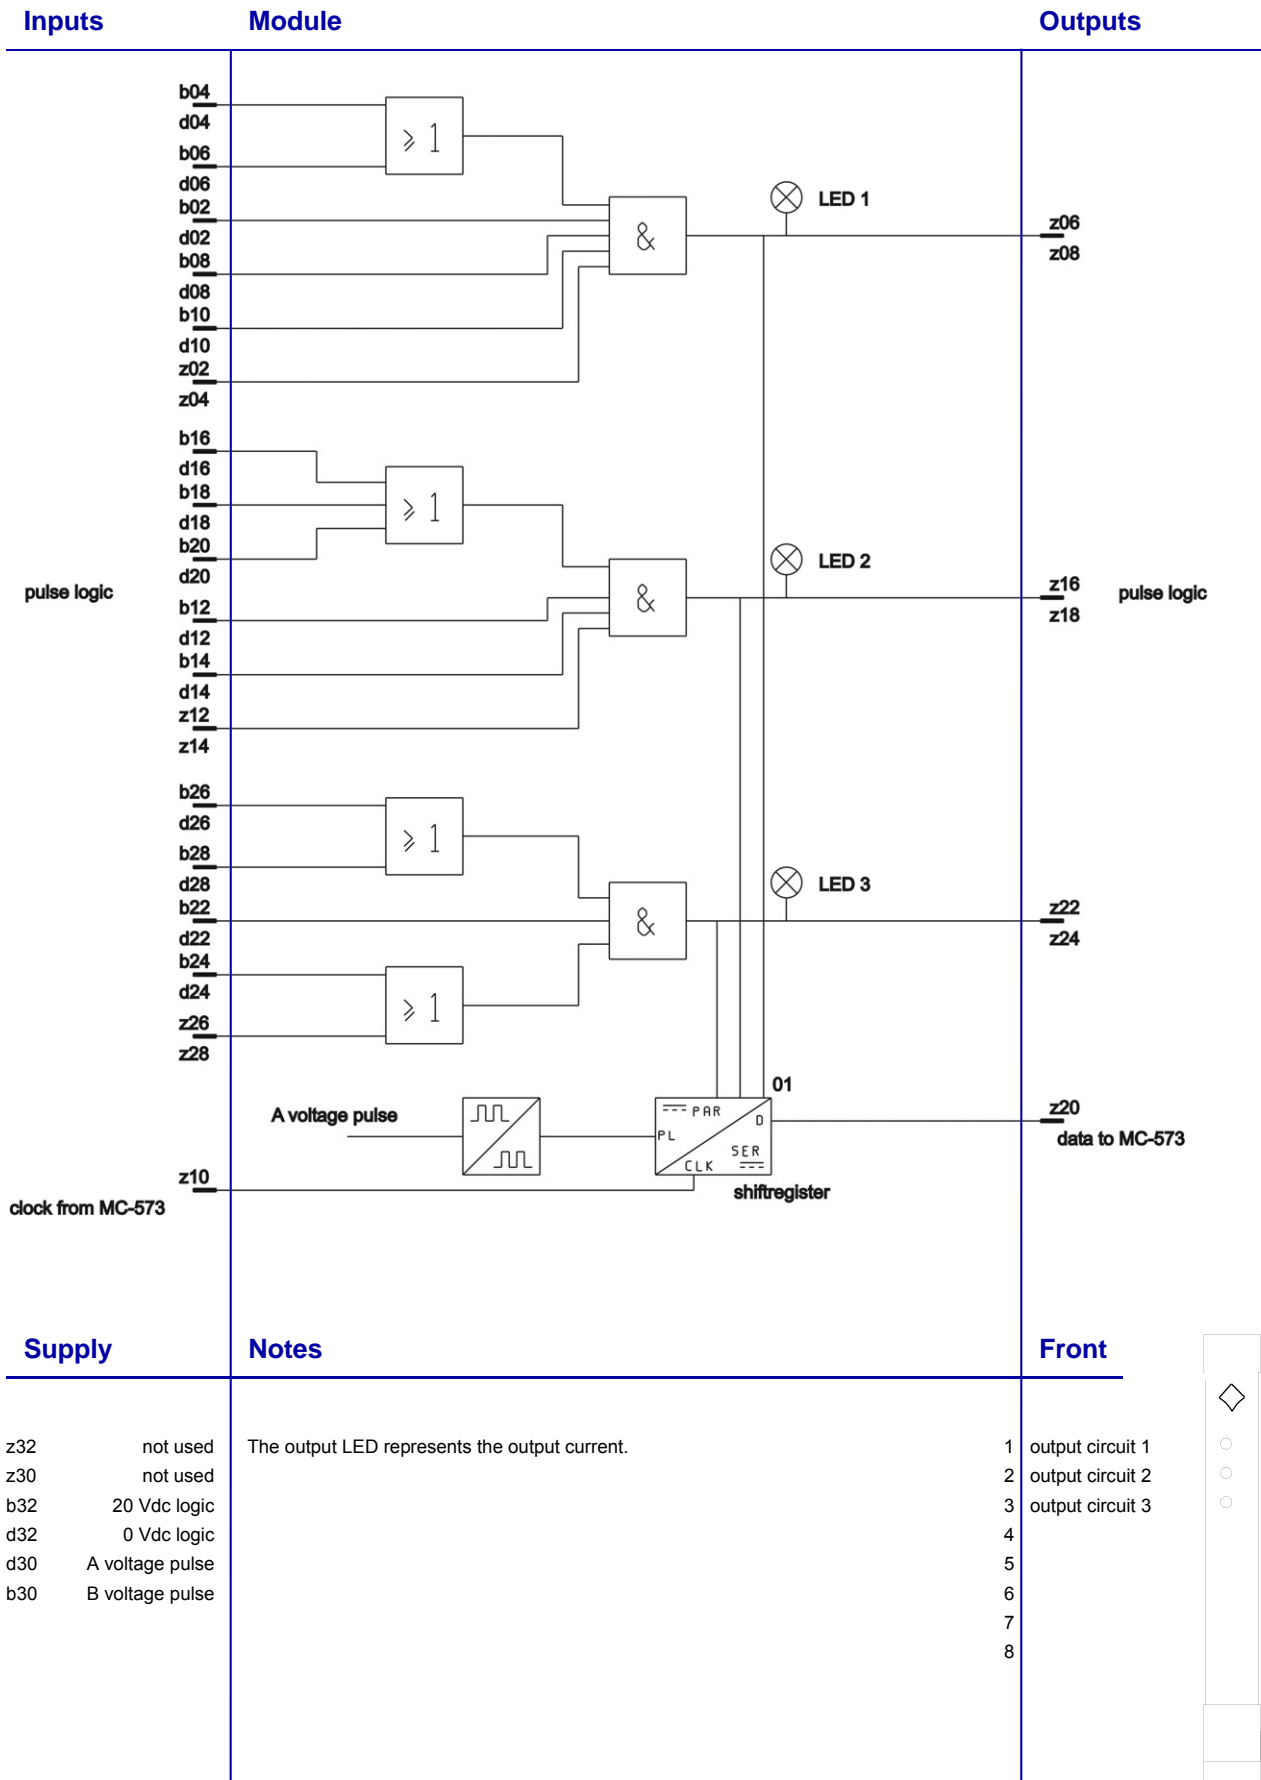 Inputs Module Outputs
b04
d04
b06
d06
b02
d02
b08
d08
b10
d10
z02
z04
≥ 1
&
LED 1
z06
z08
b16
d16
b18
d18
b20
d20
pulse logic
b12
d12
b14
d14
z12
z14
≥ 1
&
LED 2
z16
z18
pulse logic
b26
d26
b28
d28
b22
d22
b24
d24
z26
z28
≥ 1
≥ 1
&
LED 3
z22
z24
A voltage pulse
01
PAR
D
PL
SER
CLK
shiftregister
z20
data to MC-573
z10
clock from MC-573
Supply Notes Front
z32 not used The output LED represents the output current. 1 output circuit 1
z30 not used 2 output circuit 2
b32 20 Vdc logic 3 output circuit 3
d32 0 Vdc logic 4
d30 A voltage pulse 5
b30 B voltage pulse 6
7
8